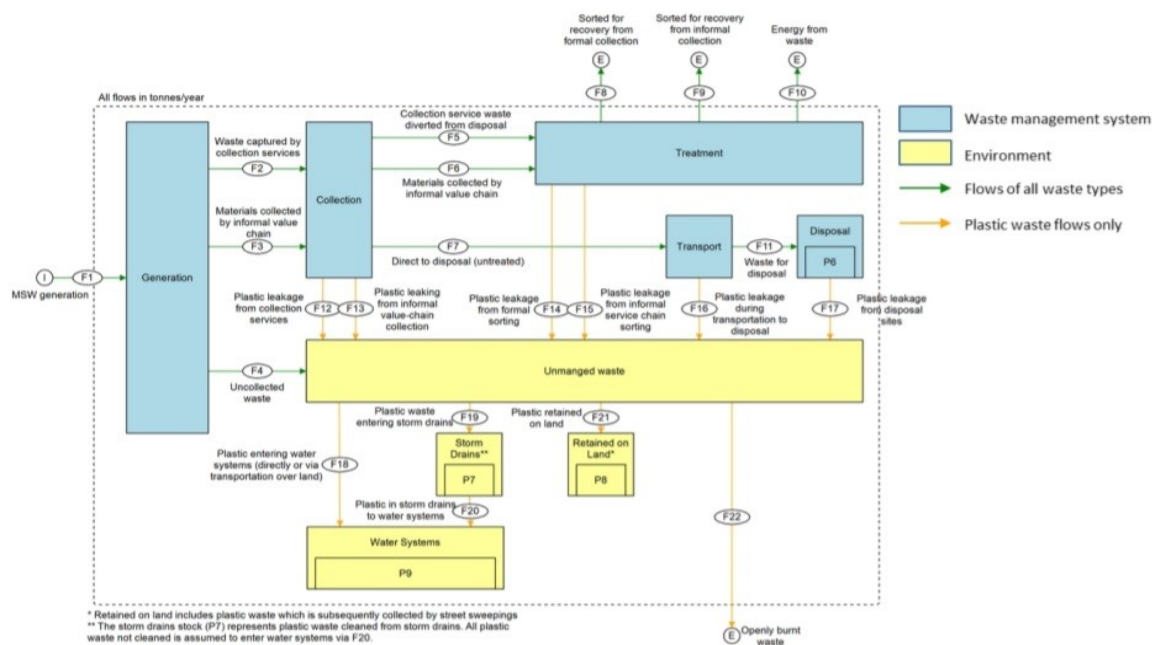 Sorted for
recovery from
formal collection
Sorted for
recovery from
informal
collection
Energy from
waste
E
E
E
F8
F9
F10
All flows in tonnes/year
Waste management system
Environment
Flows of all waste types
Plastic waste flows only
Generation
Waste captured by
collection services
F2
Materials collected
by informal value
chain
F3
Collection
Collection service waste
diverted from disposal
F5
F6
Materials collected by
informal value chain
Treatment
F7
Direct to disposal (untreated)
Transport
F11
Waste for
disposal
Disposal
P6
I
F1
MSW generation
Plastic leakage
from collection
services
F12
F13
Plastic leaking
from informal
value-chain
collection
Plastic leakage
from formal
sorting
F14
F15
Plastic leakage
from informal
service chain
sorting
F16
Plastic leakage
during
transportation to
disposal
F17
Plastic leakage
from disposal
sites
F4
Uncollected
waste
Unmanged waste
Plastic entering water
systems (directly or via
transportation over land)
F18
Plastic waste
entering storm drains
F19
Storm
Drains**
P7
Plastic retained
on land
F21
Retained on
Land*
P8
Plastic in storm drains
to water systems
F20
F22
Water Systems
P9
* Retained on land includes plastic waste which is subsequently collected by street sweepings
** The storm drains stock (P7) represents plastic waste cleaned from storm drains. All plastic
waste not cleaned is assumed to enter water systems via F20.
E
Openly burnt
waste